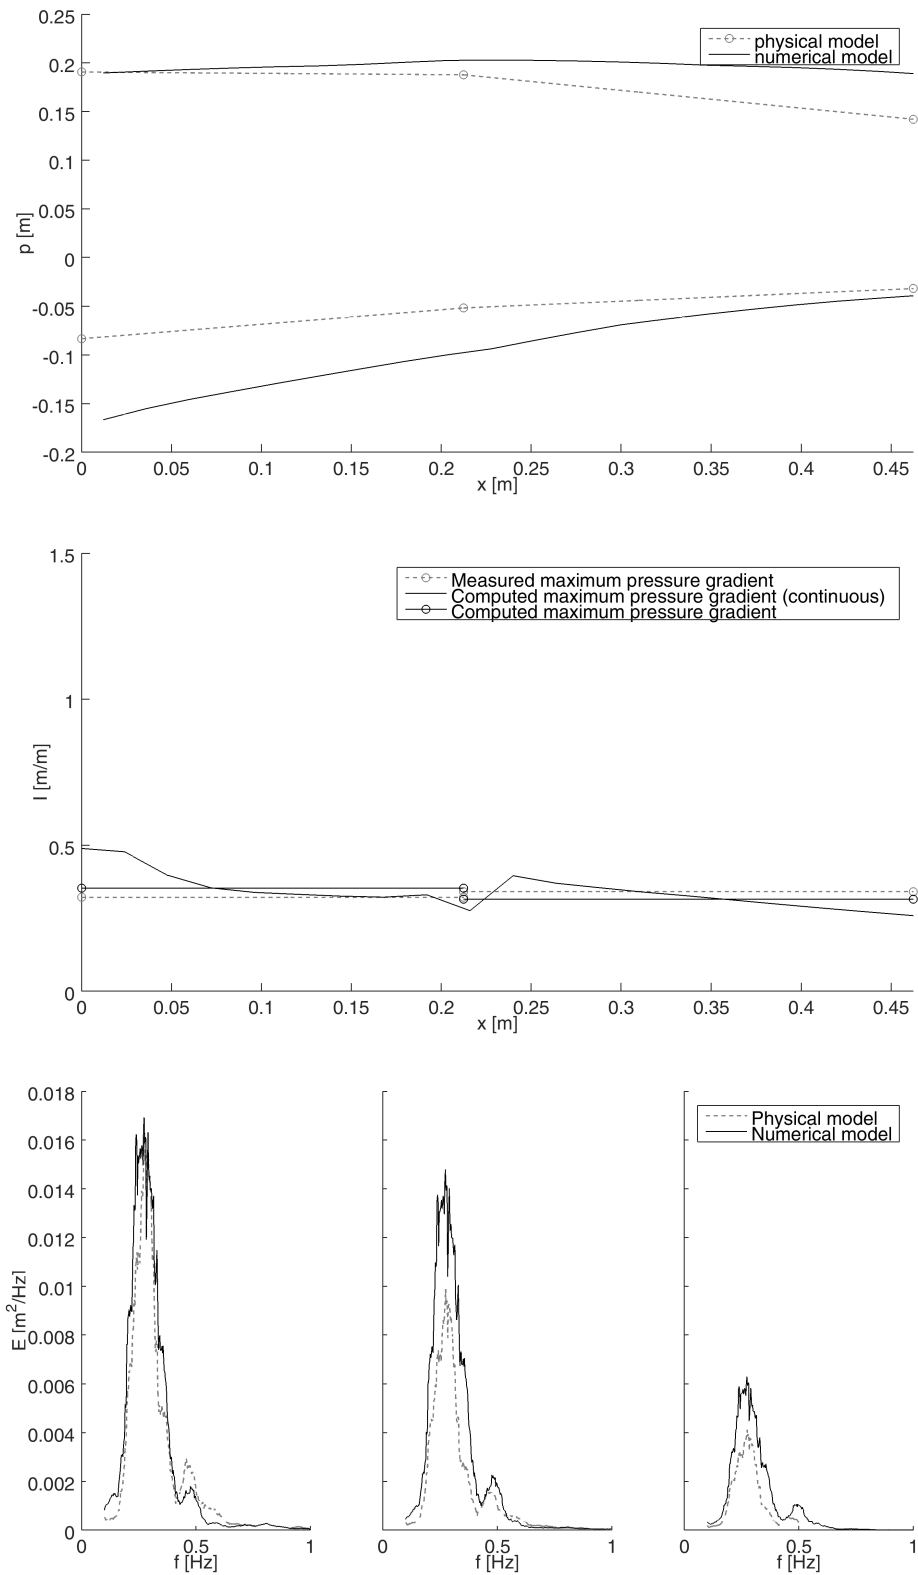 0.25
0.2
0.15
0.1
0.05
0
-0.05
-0.1
-0.15
-0.2
p [m]
physical model
numerical model
0 0.05 0.1 0.15 0.2 0.25 0.3 0.35 0.4 0.45
x [m]
1.5
1
0.5
0
I [m/m]
Measured maximum pressure gradient
Computed maximum pressure gradient (continuous)
Computed maximum pressure gradient
0 0.05 0.1 0.15 0.2 0.25 0.3 0.35 0.4 0.45
x [m]
0.018
0.016
0.014
0.012
0.01
0.008
0.006
0.004
0.002
0
E [m²/Hz]
Physical model
Numerical model
0 0.5 1 0 0.5 1 0 0.5 1
f [Hz] f [Hz] f [Hz]